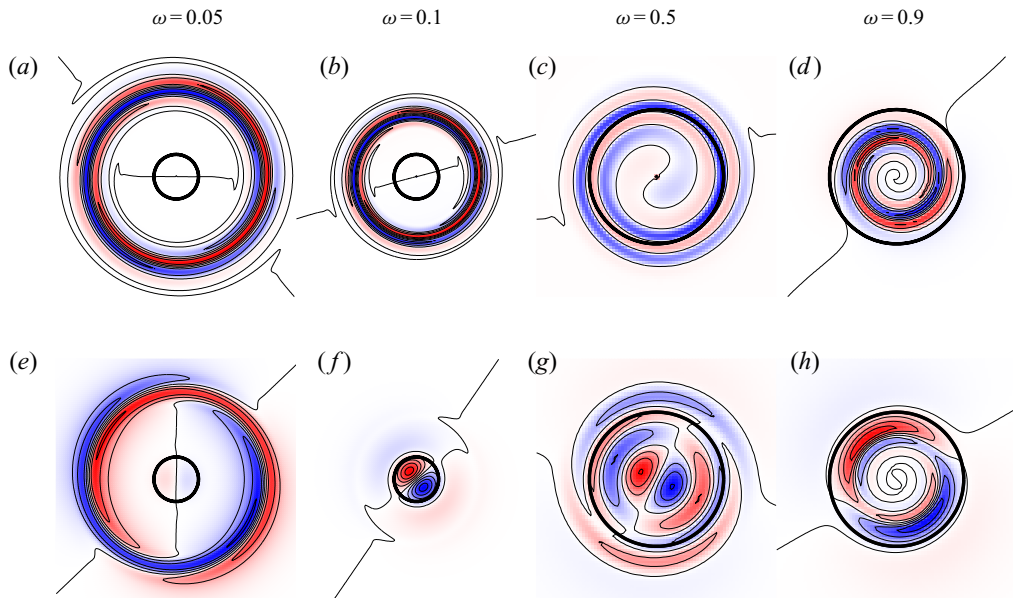 ω = 0.05 ω = 0.1 ω = 0.5 ω = 0.9
(a) (b) (c) (d)
(e) (f) (g) (h)